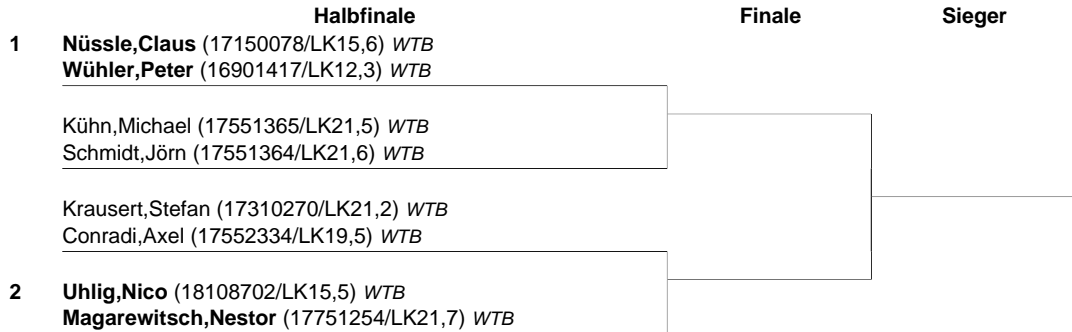 Halbfinale Finale Sieger
1 Nüssle,Claus (17150078/LK15,6) WTB
Wühler,Peter (16901417/LK12,3) WTB
Kühn,Michael (17551365/LK21,5) WTB
Schmidt,Jörn (17551364/LK21,6) WTB
Krausert,Stefan (17310270/LK21,2) WTB
Conradi,Axel (17552334/LK19,5) WTB
2 Uhlig,Nico (18108702/LK15,5) WTB
Magarewitsch,Nestor (17751254/LK21,7) WTB